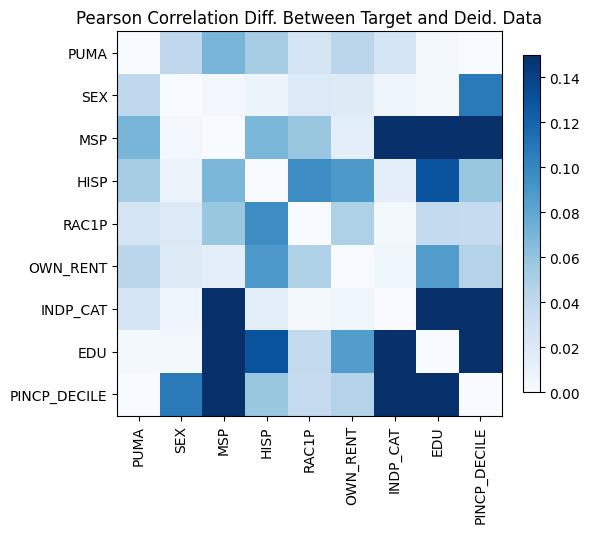 Pearson Correlation Diff. Between Target and Deid. Data
PUMA
SEX
MSP
HISP
RAC1P
OWN_RENT
INDP_CAT
EDU
PINCP_DECILE
PUMA
SEX
MSP
HISP
RAC1P
OWN_RENT
INDP_CAT
EDU
PINCP_DECILE
0.14
0.12
0.10
0.08
0.06
0.04
0.02
0.00